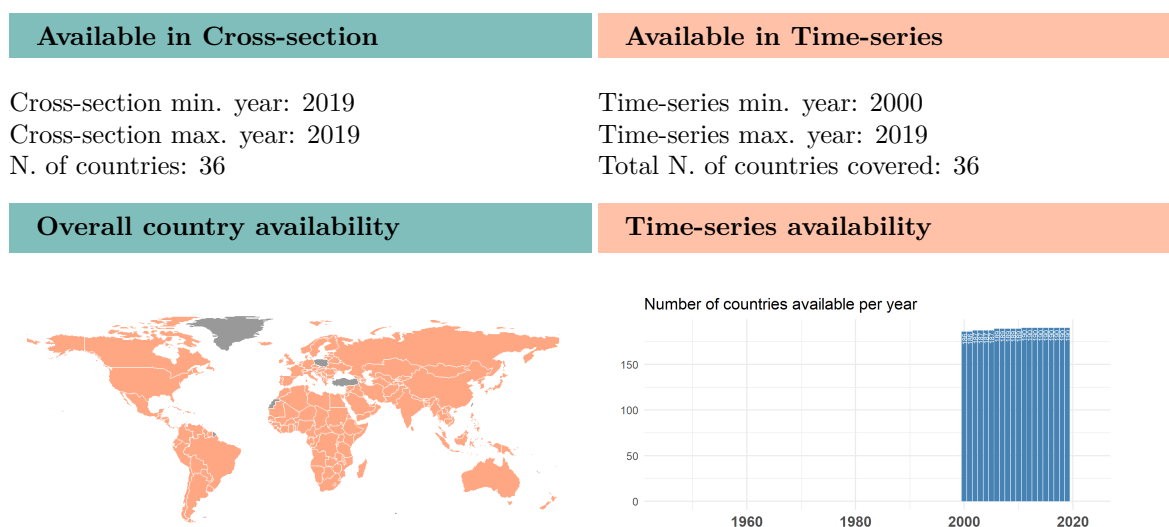 Available in Cross-section
Available in Time-series
Cross-section min. year: 2019
Cross-section max. year: 2019
N. of countries: 36
Time-series min. year: 2000
Time-series max. year: 2019
Total N. of countries covered: 36
Overall country availability
Time-series availability
Number of countries available per year
150
100
50
0
1960
1980
2000
2020